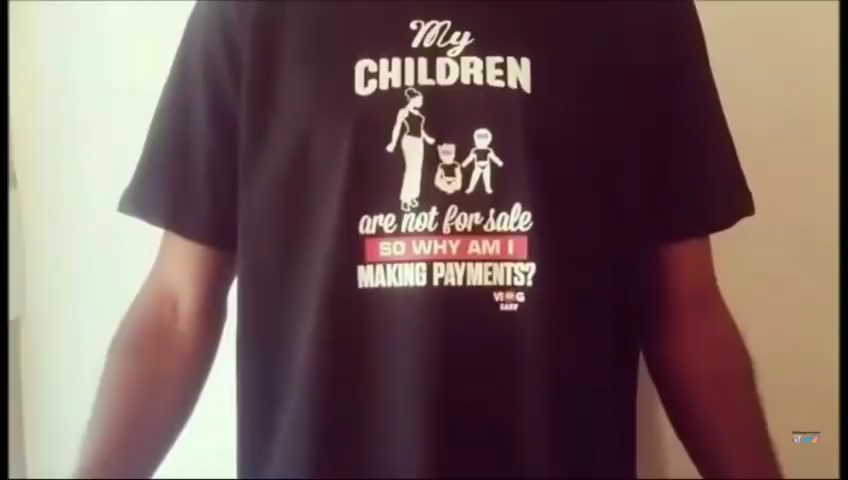 My
CHILDREN
are not for sale
SO WHY AM I
MAKING PAYMENTS?